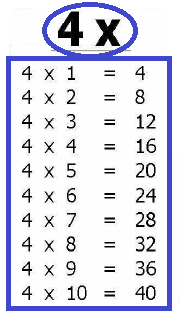 4 x
4 x 1 = 4
4 x 2 = 8
4 x 3 = 12
4 x 4 = 16
4 x 5 = 20
4 x 6 = 24
4 x 7 = 28
4 x 8 = 32
4 x 9 = 36
4 x 10 = 40